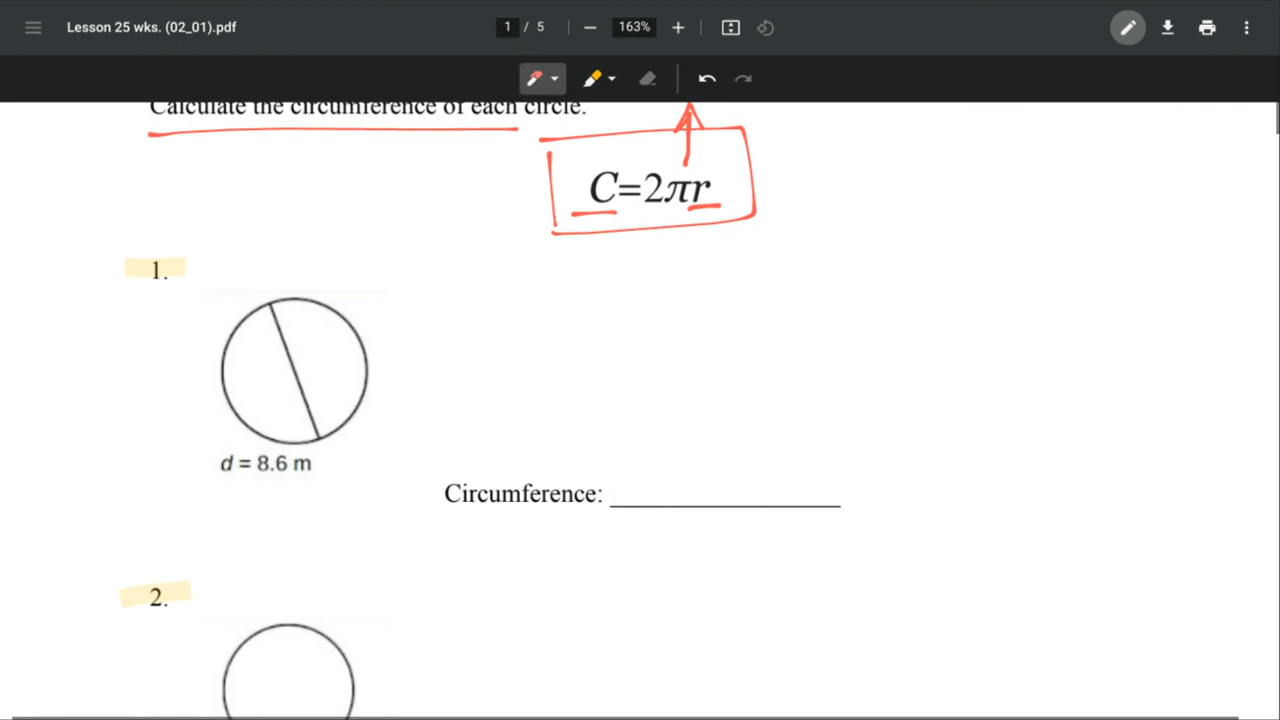 Lesson 25 wks. (02_01).pdf
1 / 5
163%
Calculate the circumference of each circle.
C=2πr
1.
d = 8.6 m
Circumference:
2.